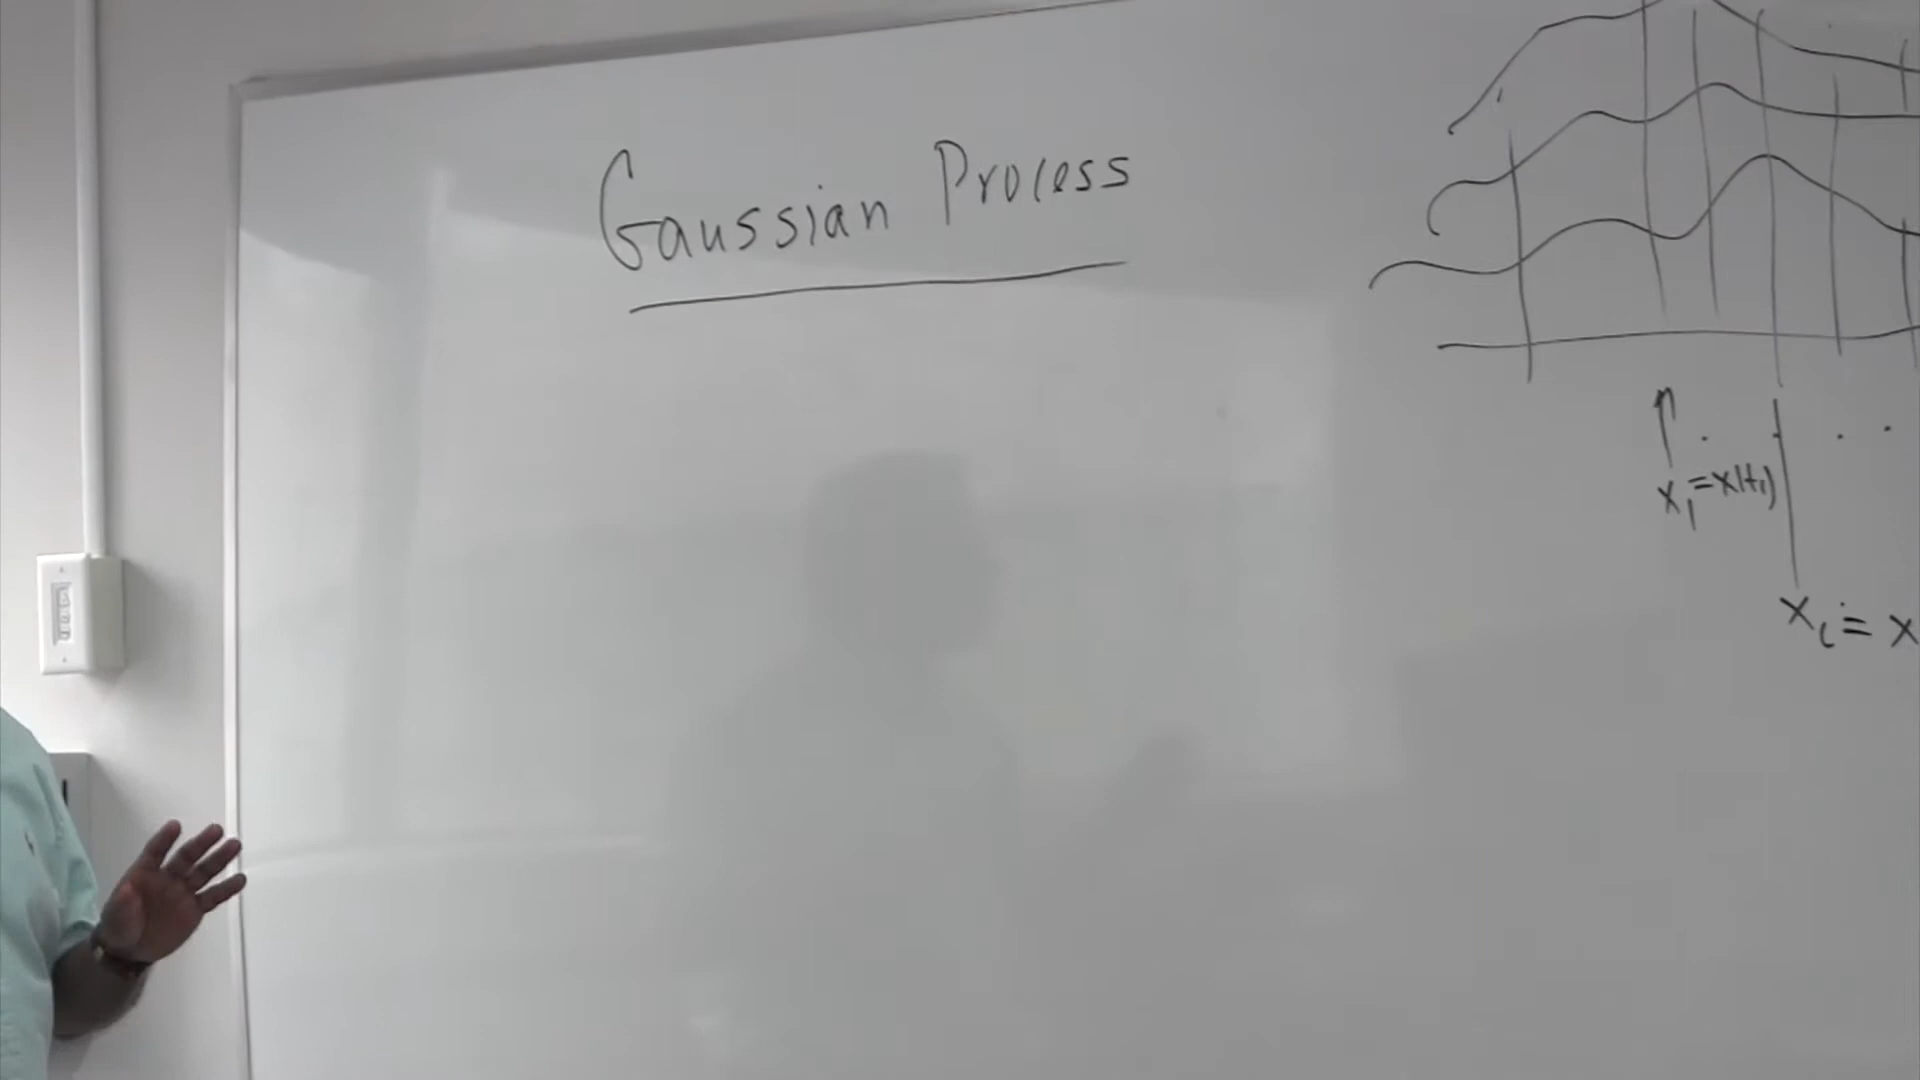 Gaussian Process
x₁=x(t₁)
xᵢ = x